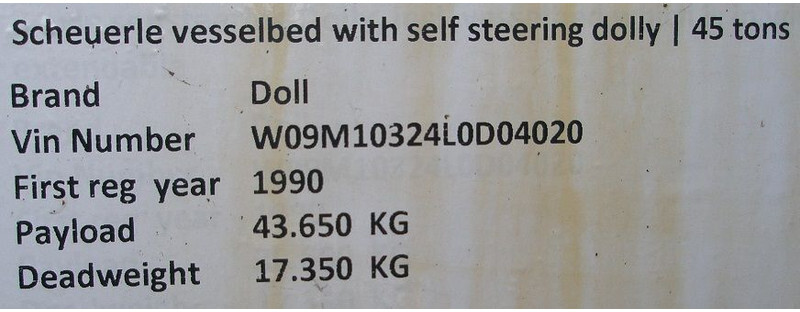 Scheuerle vesselbed with self steering dolly | 45 tons
Brand Doll
Vin Number W09M10324L0D04020
First reg year 1990
Payload 43.650 KG
Deadweight 17.350 KG